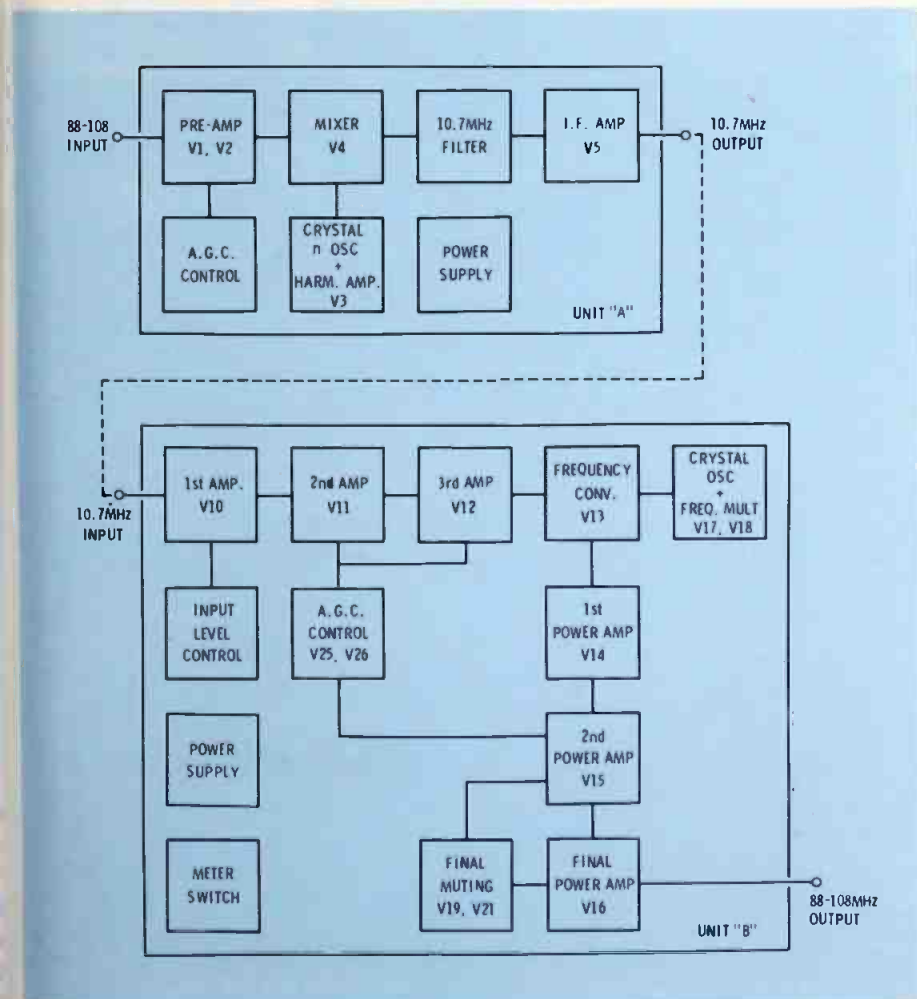 88-108
INPUT
PRE-AMP
V1, V2
MIXER
V4
10.7MHz
FILTER
I.F. AMP
V5
10.7MHz
OUTPUT
A.G.C.
CONTROL
CRYSTAL
n OSC
+
HARM. AMP.
V3
POWER
SUPPLY
UNIT "A"
10.7MHz
INPUT
1st AMP.
V10
2nd AMP
V11
3rd AMP
V12
FREQUENCY
CONV.
V13
CRYSTAL
OSC
+
FREQ. MULT
V17, V18
INPUT
LEVEL
CONTROL
A.G.C.
CONTROL
V25, V26
1st
POWER AMP
V14
POWER
SUPPLY
2nd
POWER AMP
V15
METER
SWITCH
FINAL
MUTING
V19, V21
FINAL
POWER AMP
V16
88-108MHz
OUTPUT
UNIT "B"